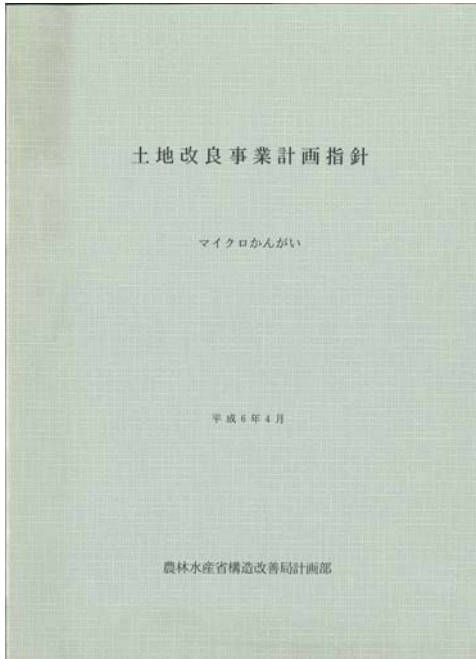 土地改良事業計画指針
マイクロかんがい
平成6年4月
農林水産省構造改善局計画部